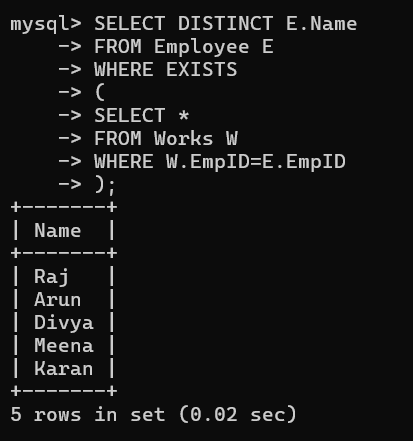 mysql> SELECT DISTINCT E.Name
    -> FROM Employee E
    -> WHERE EXISTS
    -> (
    -> SELECT *
    -> FROM Works W
    -> WHERE W.EmpID=E.EmpID
    -> );
+-------+
| Name  |
+-------+
| Raj   |
| Arun  |
| Divya |
| Meena |
| Karan |
+-------+
5 rows in set (0.02 sec)